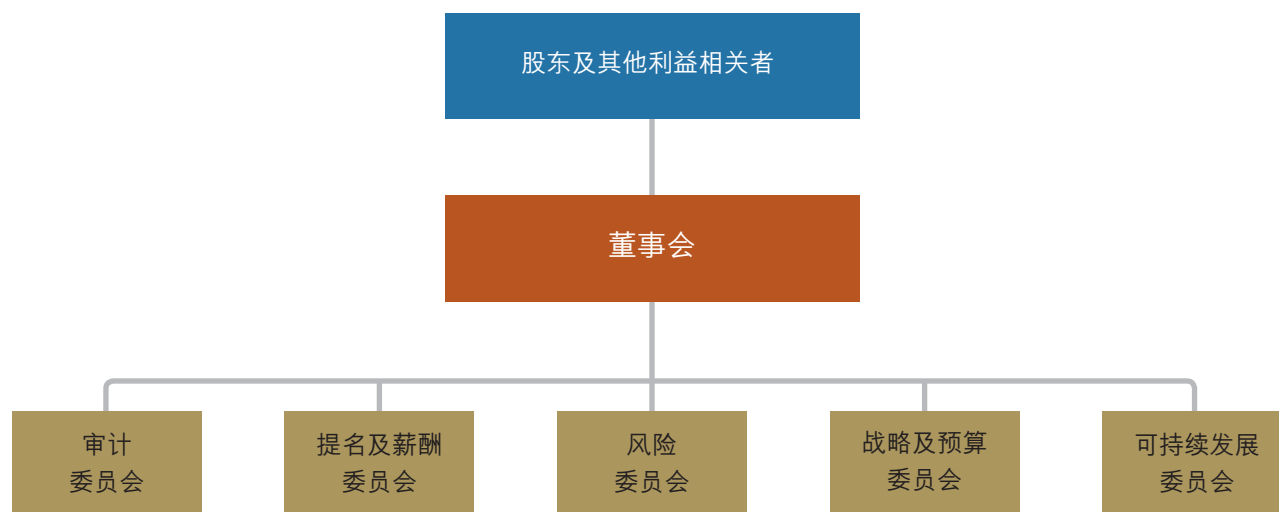 股东及其他利益相关者
董事会
审计
委员会
提名及薪酬
委员会
风险
委员会
战略及预算
委员会
可持续发展
委员会